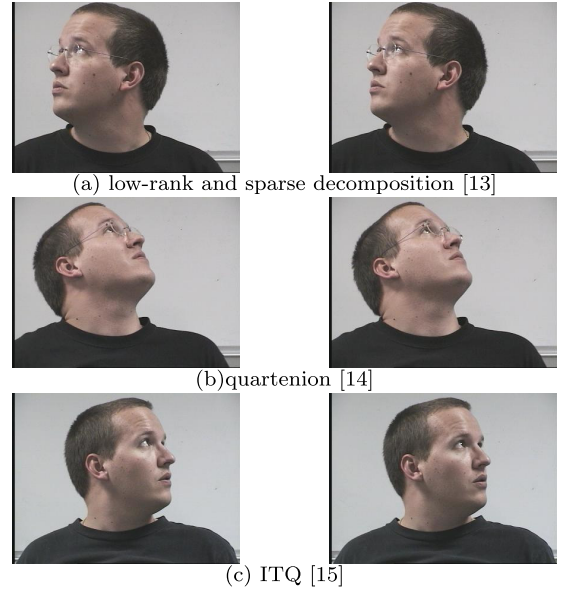 (a) low-rank and sparse decomposition [13]
(b)quartenion [14]
(c) ITQ [15]